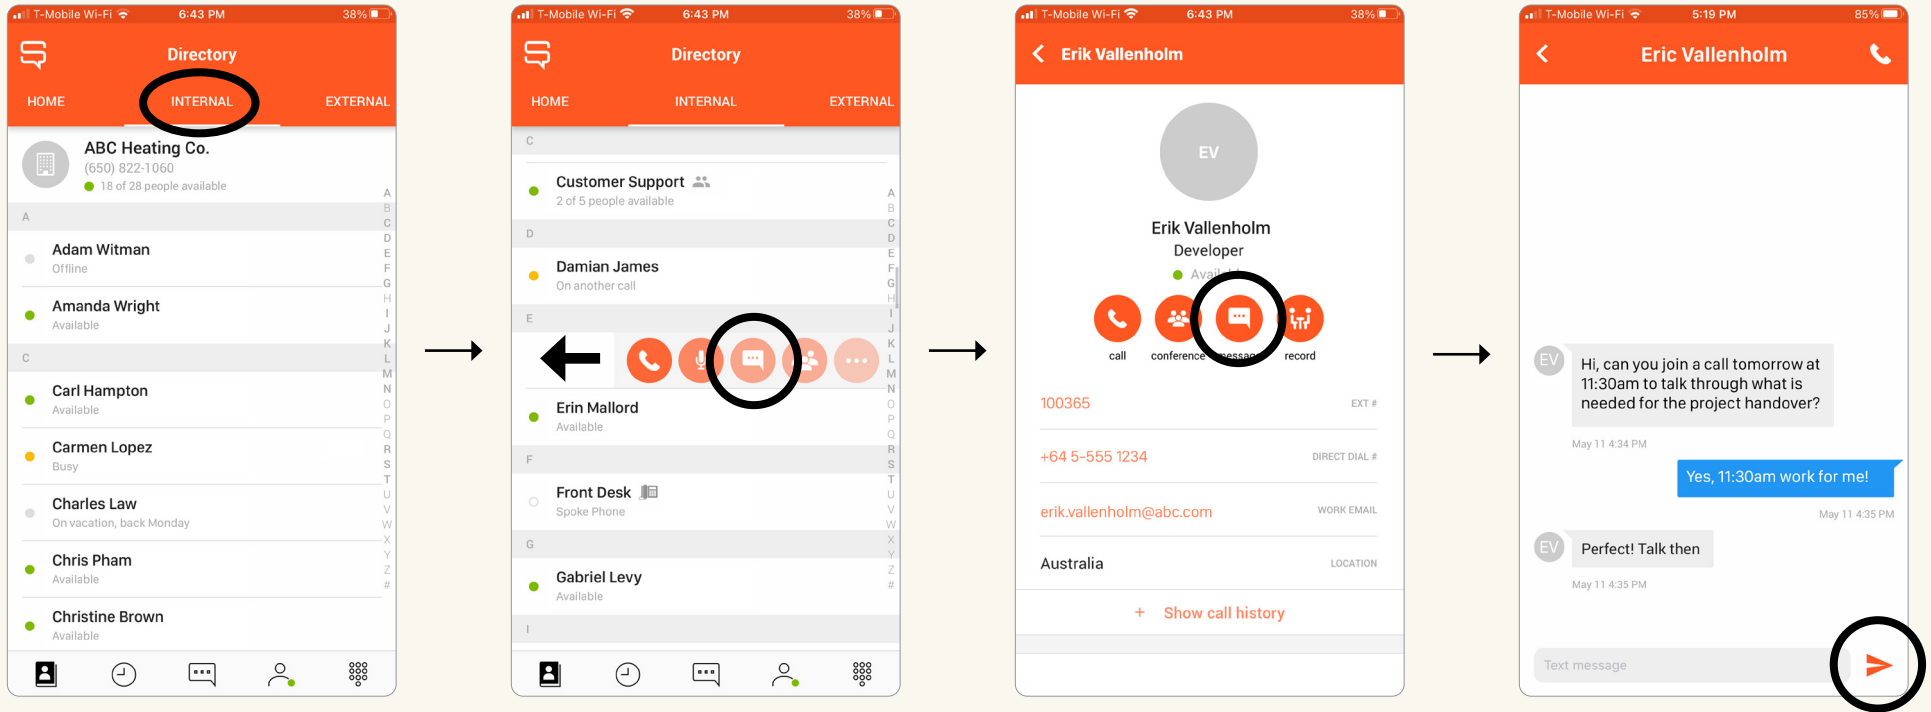 T-Mobile Wi-Fi 6:43 PM 38%
Directory
HOME INTERNAL EXTERNAL
ABC Heating Co.
(650) 822-1060
18 of 28 people available
A
Adam Witman
Offline
Amanda Wright
Available
C
Carl Hampton
Available
Carmen Lopez
Busy
Charles Law
On vacation, back Monday
Chris Pham
Available
Christine Brown
Available
A
B
C
D
E
F
G
H
I
J
K
L
M
N
O
P
Q
R
S
T
U
V
W
X
Y
Z
#
T-Mobile Wi-Fi 6:43 PM 38%
Directory
HOME INTERNAL EXTERNAL
C
Customer Support
2 of 5 people available
D
Damian James
On another call
E
Erin Mallord
Available
F
Front Desk
Spoke Phone
G
Gabriel Levy
Available
I
A
B
C
D
E
F
G
H
I
J
K
L
M
N
O
P
Q
R
S
T
U
V
W
X
Y
Z
#
T-Mobile Wi-Fi 6:43 PM 38%
Erik Vallenholm
EV
Erik Vallenholm
Developer
Available
call conference message record
100365 EXT #
+64 5-555 1234 DIRECT DIAL #
erik.vallenholm@abc.com WORK EMAIL
Australia LOCATION
+ Show call history
T-Mobile Wi-Fi 5:19 PM 85%
Eric Vallenholm
EV
Hi, can you join a call tomorrow at
11:30am to talk through what is
needed for the project handover?
May 11 4:34 PM
Yes, 11:30am work for me!
May 11 4:35 PM
EV
Perfect! Talk then
May 11 4:35 PM
Text message